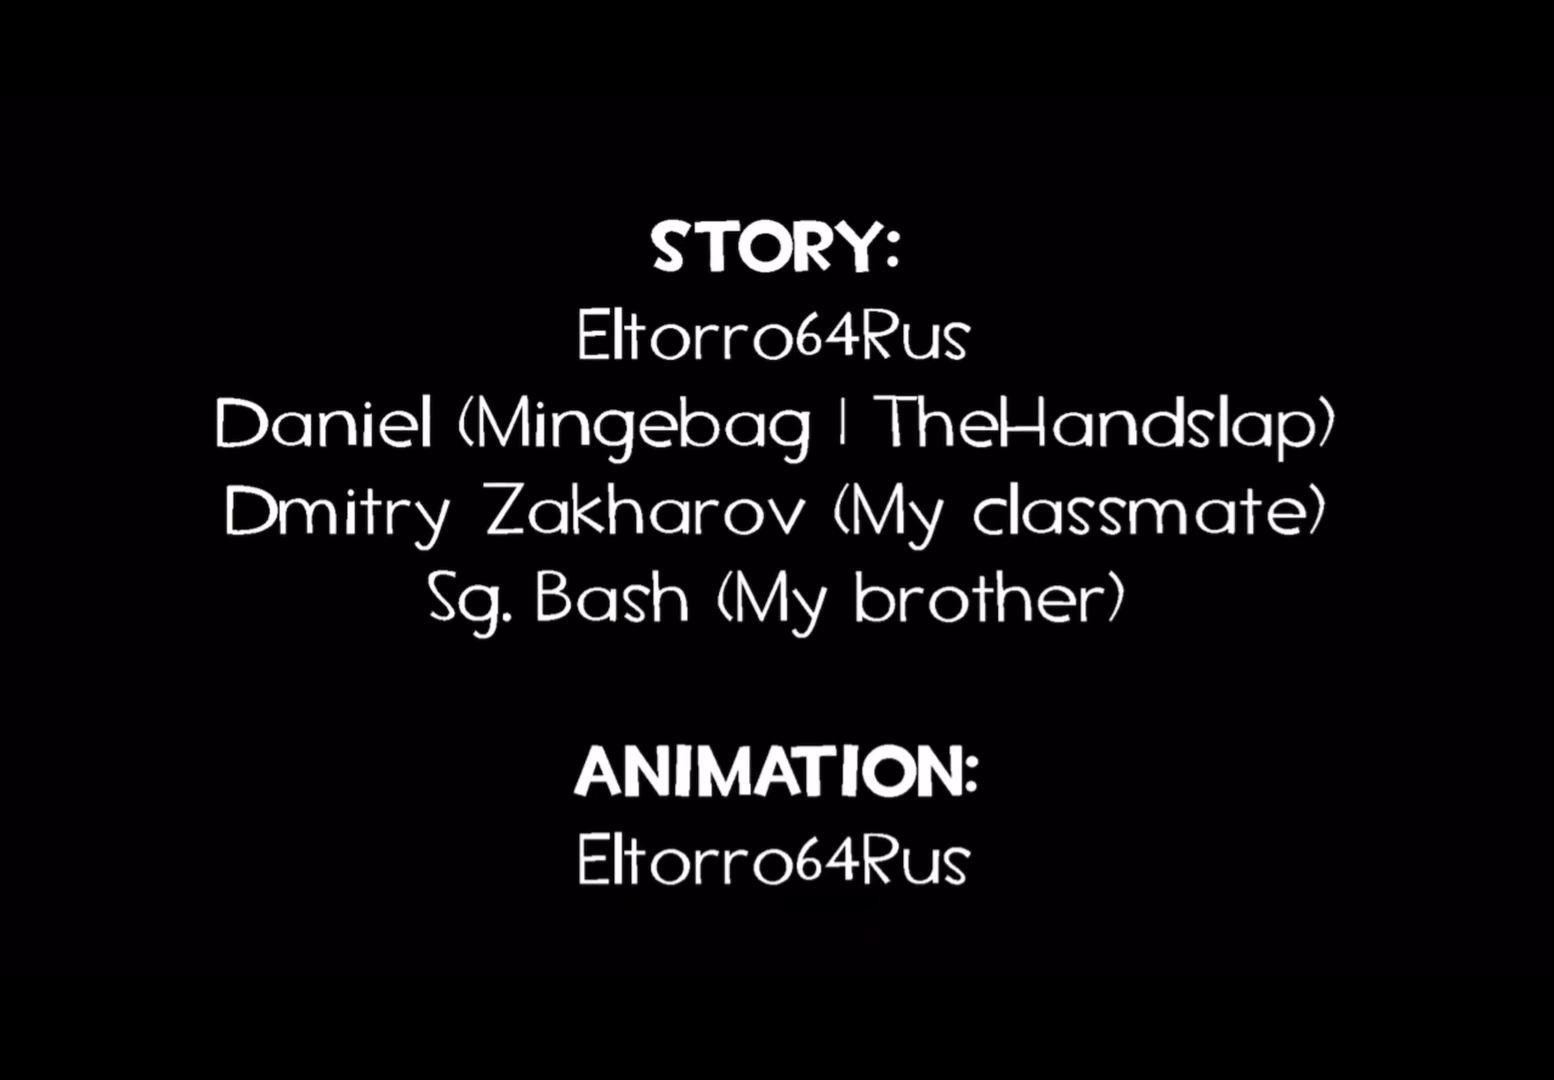 STORY:
Eltorro64Rus
Daniel (Mingebag | TheHandslap)
Dmitry Zakharov (My classmate)
Sg. Bash (My brother)
ANIMATION:
Eltorro64Rus